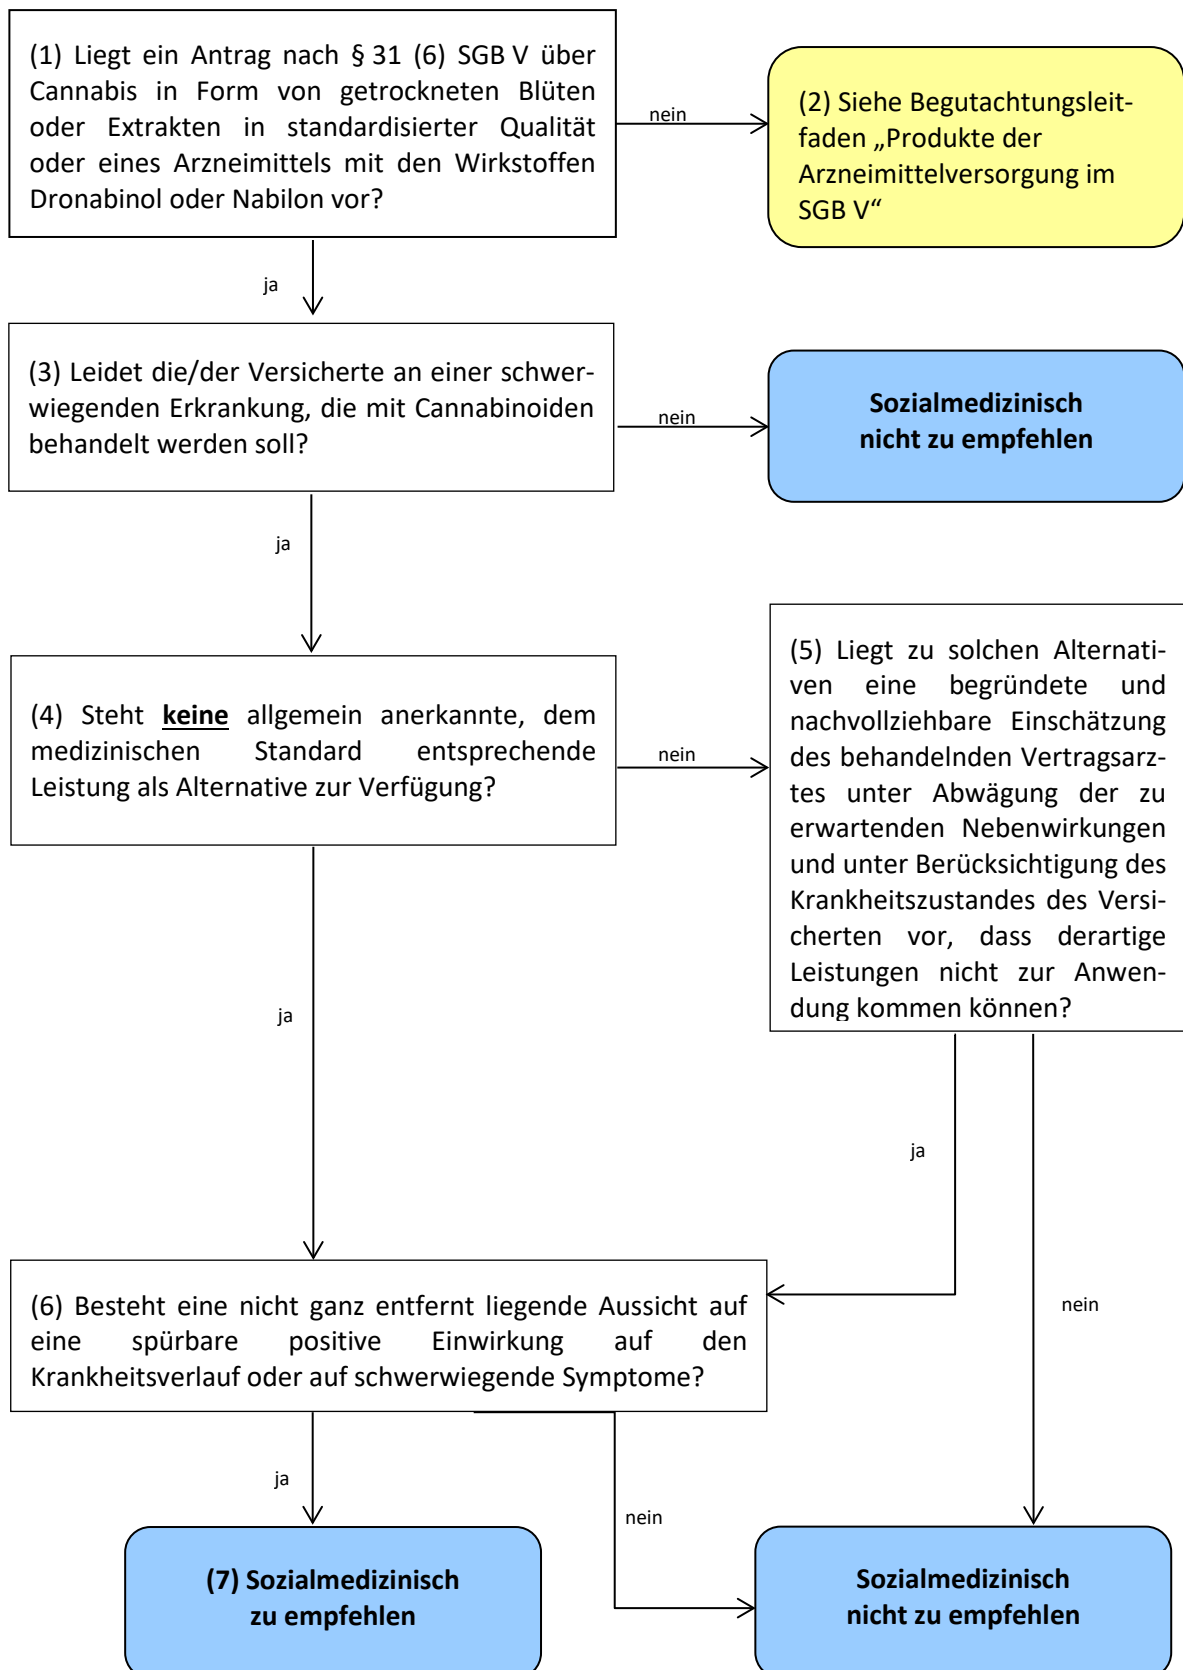 (1) Liegt ein Antrag nach § 31 (6) SGB V über
Cannabis in Form von getrockneten Blüten
oder Extrakten in standardisierter Qualität
oder eines Arzneimittels mit den Wirkstoffen
Dronabinol oder Nabilon vor?
nein
(2) Siehe Begutachtungsleit-
faden „Produkte der
Arzneimittelversorgung im
SGB V“
ja
(3) Leidet die/der Versicherte an einer schwer-
wiegenden Erkrankung, die mit Cannabinoiden
behandelt werden soll?
nein
Sozialmedizinisch
nicht zu empfehlen
ja
(4) Steht keine allgemein anerkannte, dem
medizinischen Standard entsprechende
Leistung als Alternative zur Verfügung?
nein
(5) Liegt zu solchen Alternati-
ven eine begründete und
nachvollziehbare Einschätzung
des behandelnden Vertragsarz-
tes unter Abwägung der zu
erwartenden Nebenwirkungen
und unter Berücksichtigung des
Krankheitszustandes des Versi-
cherten vor, dass derartige
Leistungen nicht zur Anwen-
dung kommen können?
ja
ja
nein
(6) Besteht eine nicht ganz entfernt liegende Aussicht auf
eine spürbare positive Einwirkung auf den
Krankheitsverlauf oder auf schwerwiegende Symptome?
ja
nein
(7) Sozialmedizinisch
zu empfehlen
Sozialmedizinisch
nicht zu empfehlen